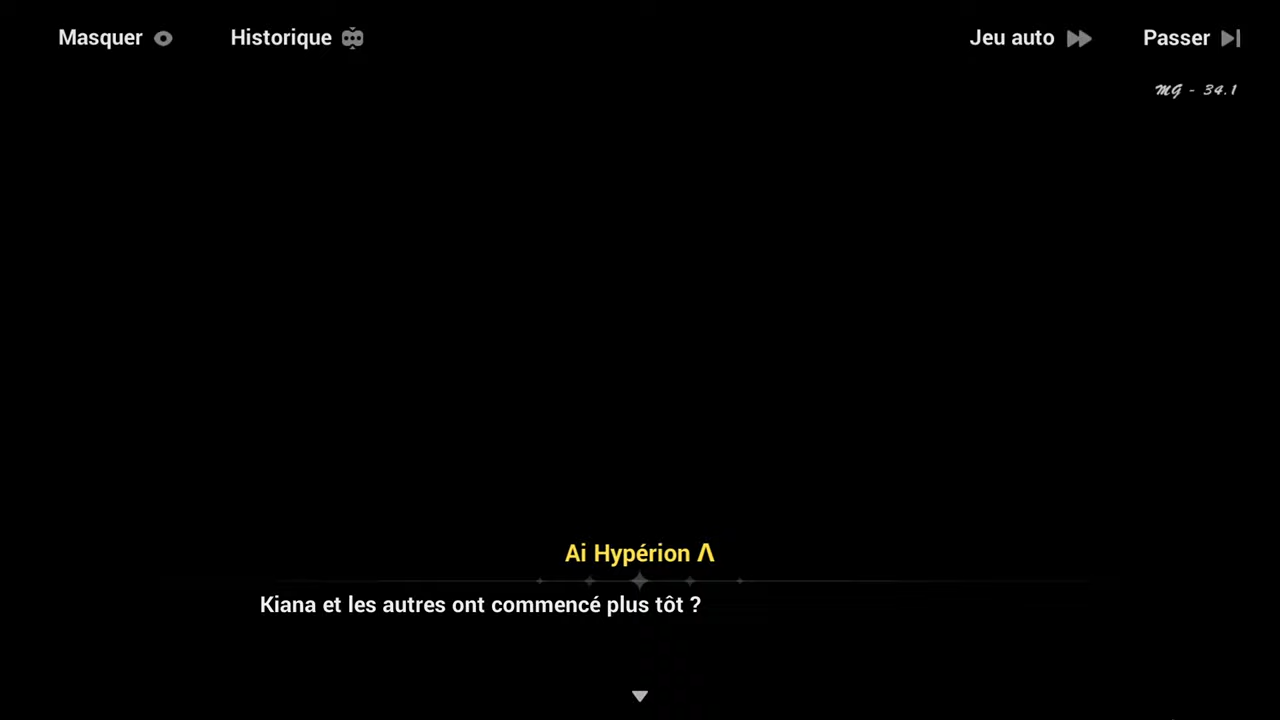 Masquer
Historique
Jeu auto
Passer
MG - 34.1
Ai Hypérion Λ
Kiana et les autres ont commencé plus tôt ?